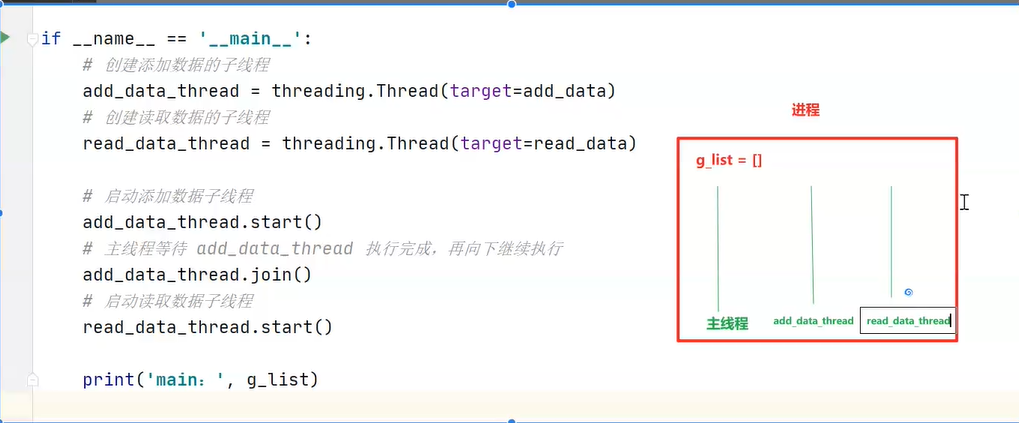 if __name__ == '__main__':
# 创建添加数据的子线程
add_data_thread = threading.Thread(target=add_data)
# 创建读取数据的子线程
read_data_thread = threading.Thread(target=read_data)
# 启动添加数据子线程
add_data_thread.start()
# 主线程等待 add_data_thread 执行完成，再向下继续执行
add_data_thread.join()
# 启动读取数据子线程
read_data_thread.start()
print('main：', g_list)
进程
g_list = []
主线程 add_data_thread read_data_thread